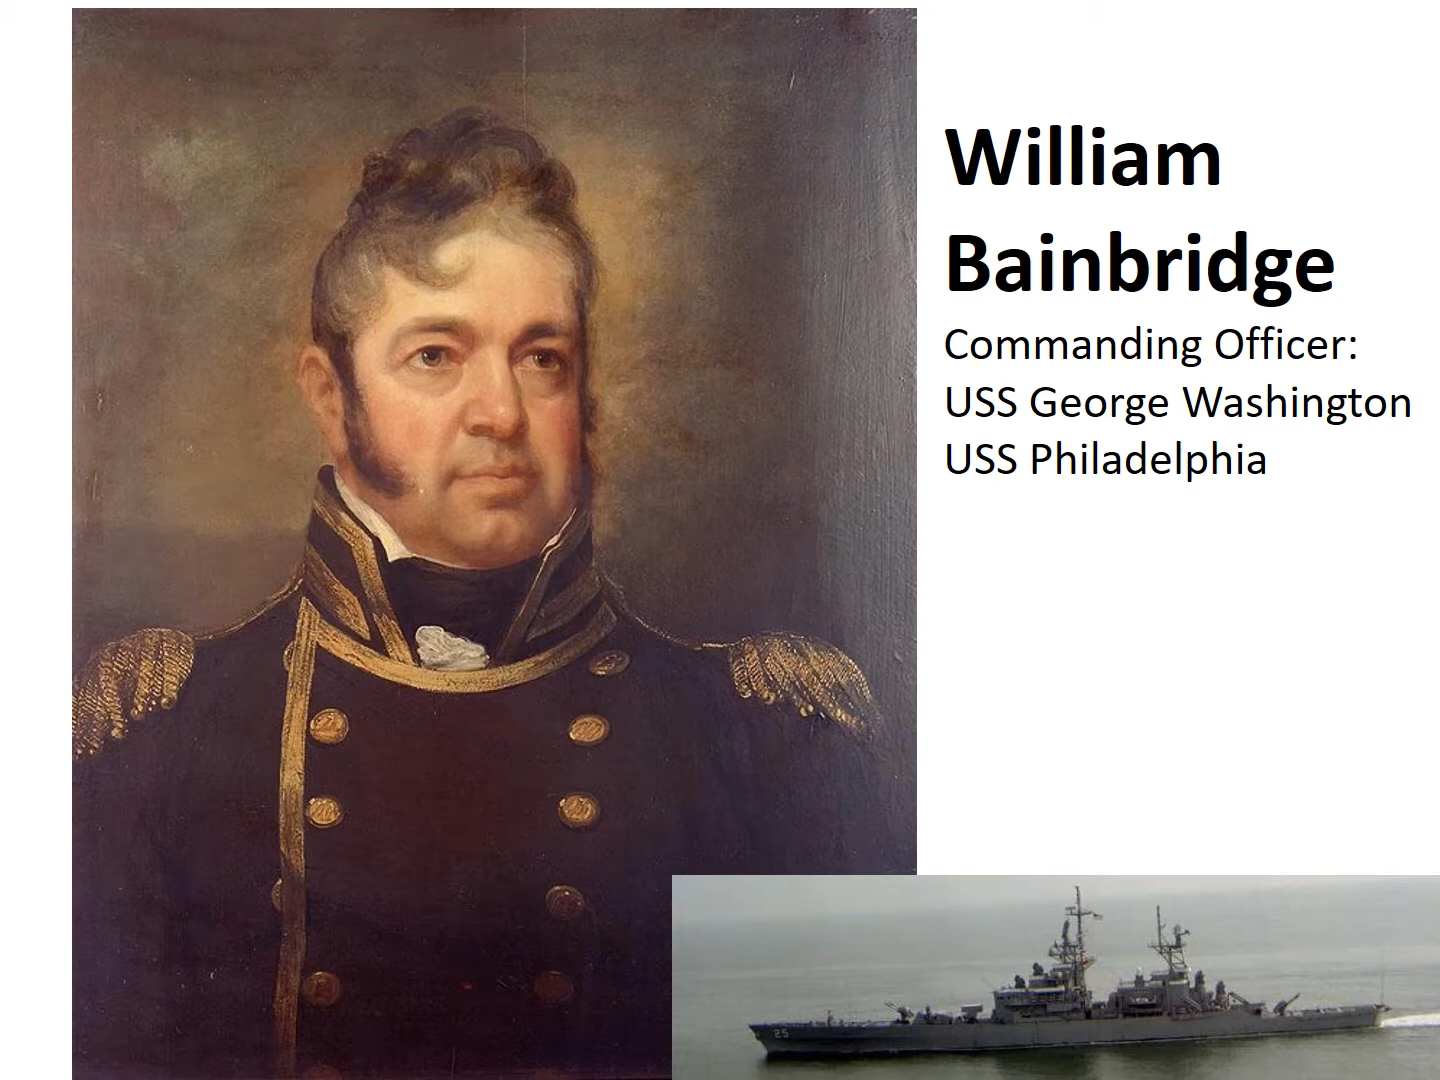 William
Bainbridge
Commanding Officer:
USS George Washington
USS Philadelphia
25